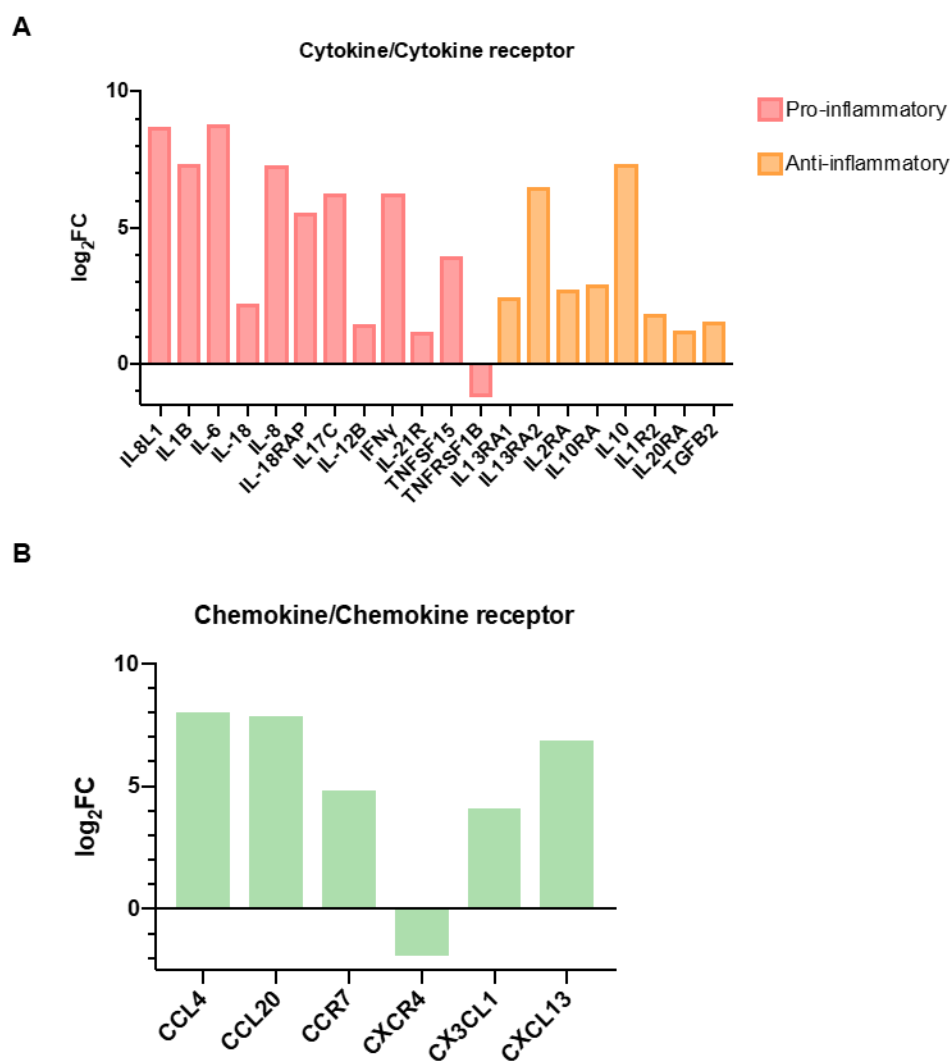 A
Cytokine/Cytokine receptor
10
5
0
log₂FC
Pro-inflammatory
Anti-inflammatory
IL8L1
IL1B
IL-6
IL-18
IL-8
IL-18RAP
IL17C
IL-12B
IFNγ
IL-21R
TNFSF15
TNFRSF1B
IL13RA1
IL13RA2
IL2RA
IL10RA
IL10
IL1R2
IL20RA
TGFB2
B
Chemokine/Chemokine receptor
10
5
0
log₂FC
CCL4
CCL20
CCR7
CXCR4
CX3CL1
CXCL13